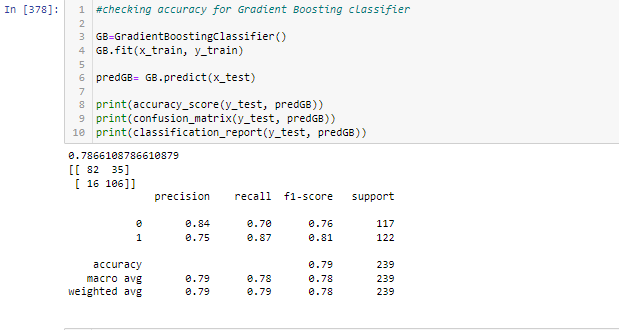 In [378]:
1 #checking accuracy for Gradient Boosting classifier
2
3 GB=GradientBoostingClassifier()
4 GB.fit(x_train, y_train)
5
6 predGB= GB.predict(x_test)
7
8 print(accuracy_score(y_test, predGB))
9 print(confusion_matrix(y_test, predGB))
10 print(classification_report(y_test, predGB))
0.7866108786610879
[[ 82 35]
[ 16 106]]
precision recall f1-score support
0 0.84 0.70 0.76 117
1 0.75 0.87 0.81 122
accuracy 0.79 239
macro avg 0.79 0.78 0.78 239
weighted avg 0.79 0.79 0.78 239